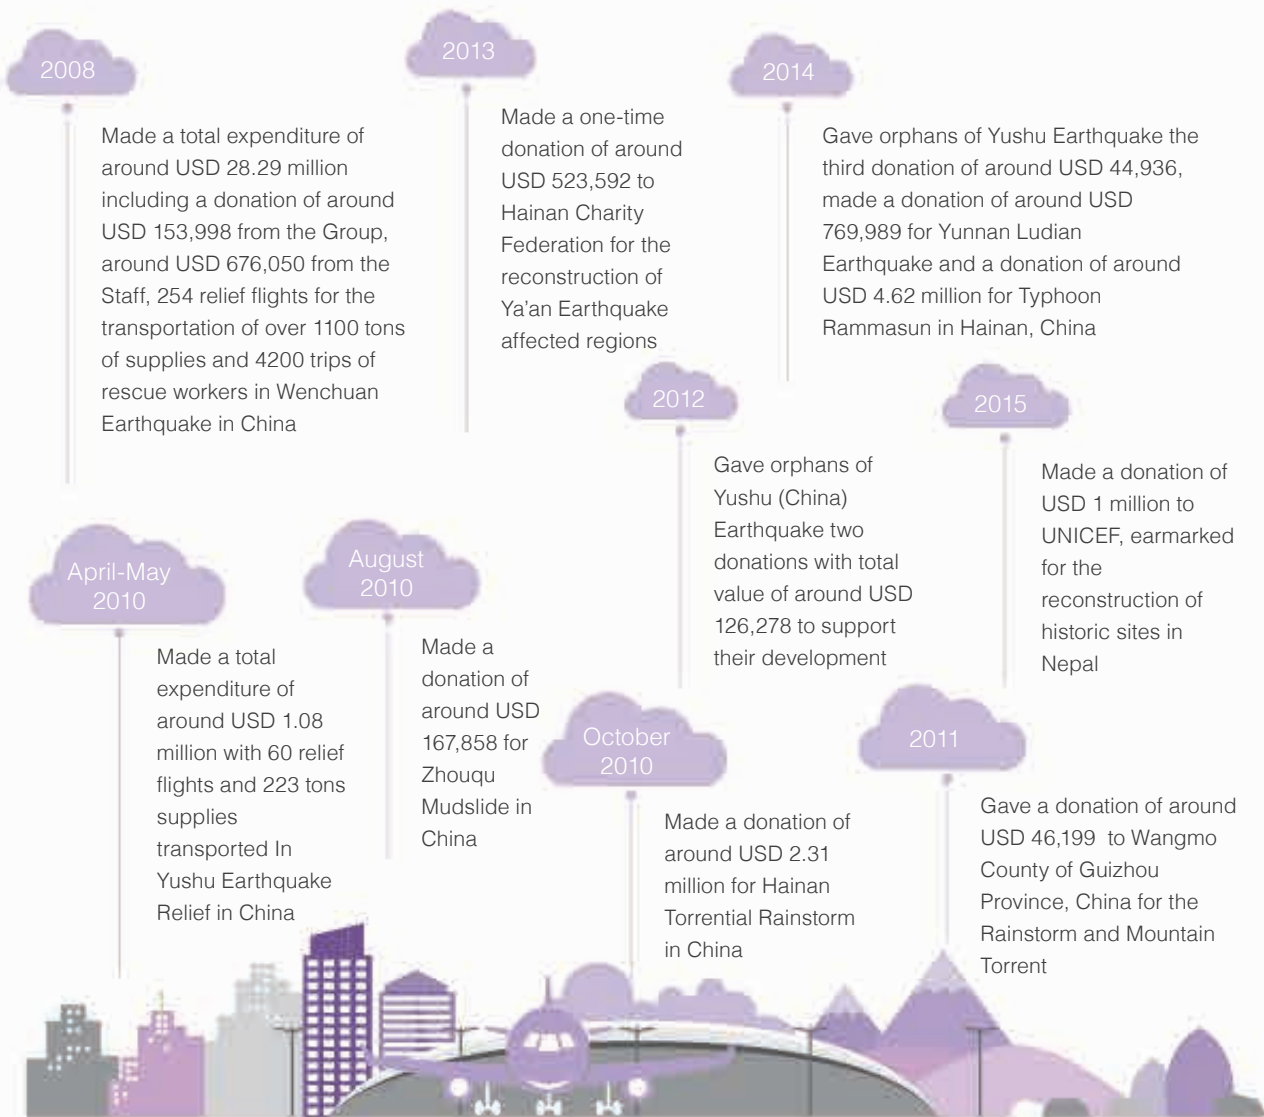 2008
Made a total expenditure of
around USD 28.29 million
including a donation of around
USD 153,998 from the Group,
around USD 676,050 from the
Staff, 254 relief flights for the
transportation of over 1100 tons
of supplies and 4200 trips of
rescue workers in Wenchuan
Earthquake in China
2013
Made a one-time
donation of around
USD 523,592 to
Hainan Charity
Federation for the
reconstruction of
Ya'an Earthquake
affected regions
2014
Gave orphans of Yushu Earthquake the
third donation of around USD 44,936,
made a donation of around USD
769,989 for Yunnan Ludian
Earthquake and a donation of around
USD 4.62 million for Typhoon
Rammasun in Hainan, China
2012
Gave orphans of
Yushu (China)
Earthquake two
donations with total
value of around USD
126,278 to support
their development
2015
Made a donation of
USD 1 million to
UNICEF, earmarked
for the
reconstruction of
historic sites in
Nepal
April-May
2010
Made a total
expenditure of
around USD 1.08
million with 60 relief
flights and 223 tons
supplies
transported In
Yushu Earthquake
Relief in China
August
2010
Made a
donation of
around USD
167,858 for
Zhouqu
Mudslide in
China
October
2010
Made a donation of
around USD 2.31
million for Hainan
Torrential Rainstorm
in China
2011
Gave a donation of around
USD 46,199 to Wangmo
County of Guizhou
Province, China for the
Rainstorm and Mountain
Torrent